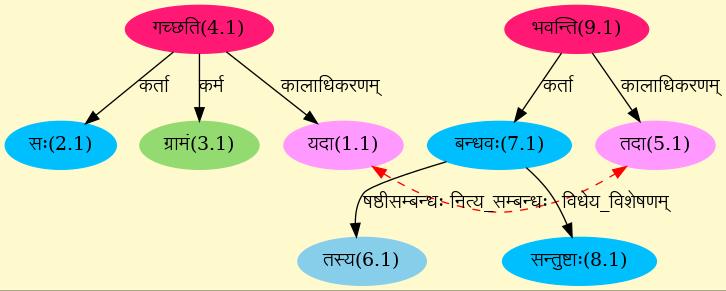 गच्छति(4.1) भवन्ति(9.1)
कर्ता कर्म कालाधिकरणम् कर्ता कालाधिकरणम्
सः(2.1) ग्रामं(3.1) यदा(1.1) बन्धवः(7.1) तदा(5.1)
षष्ठीसम्बन्धः नित्य_सम्बन्धः विधेय_विशेषणम्
तस्य(6.1) सन्तुष्टाः(8.1)